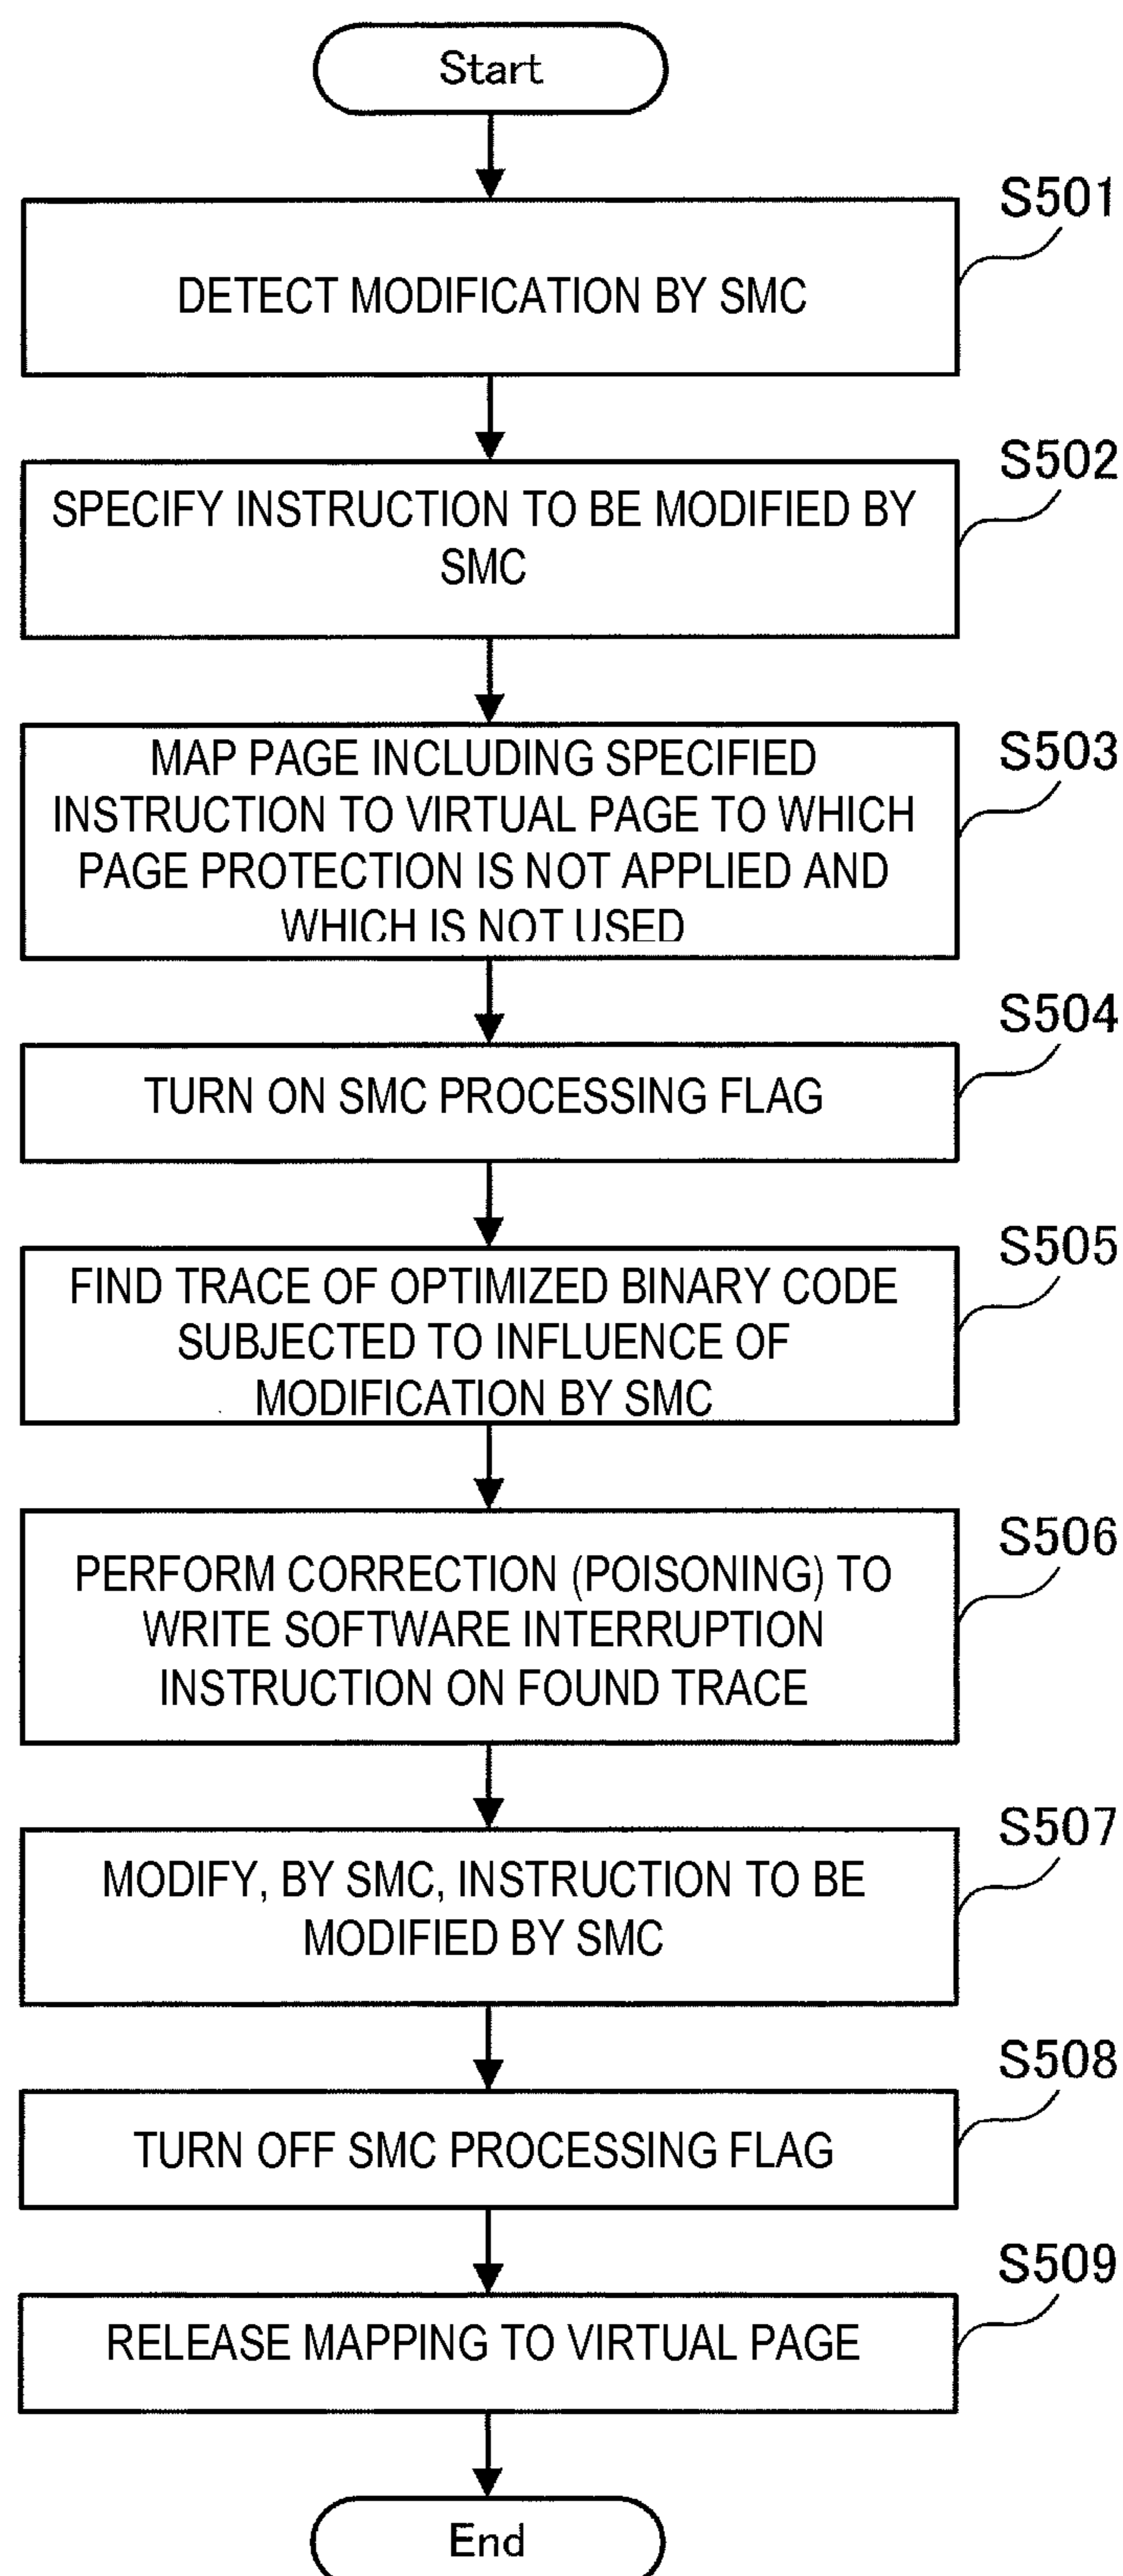 Start
S501
DETECT MODIFICATION BY SMC
S502
SPECIFY INSTRUCTION TO BE MODIFIED BY
SMC
S503
MAP PAGE INCLUDING SPECIFIED
INSTRUCTION TO VIRTUAL PAGE TO WHICH
PAGE PROTECTION IS NOT APPLIED AND
WHICH IS NOT USED
S504
TURN ON SMC PROCESSING FLAG
S505
FIND TRACE OF OPTIMIZED BINARY CODE
SUBJECTED TO INFLUENCE OF
MODIFICATION BY SMC
S506
PERFORM CORRECTION (POISONING) TO
WRITE SOFTWARE INTERRUPTION
INSTRUCTION ON FOUND TRACE
S507
MODIFY, BY SMC, INSTRUCTION TO BE
MODIFIED BY SMC
S508
TURN OFF SMC PROCESSING FLAG
S509
RELEASE MAPPING TO VIRTUAL PAGE
End